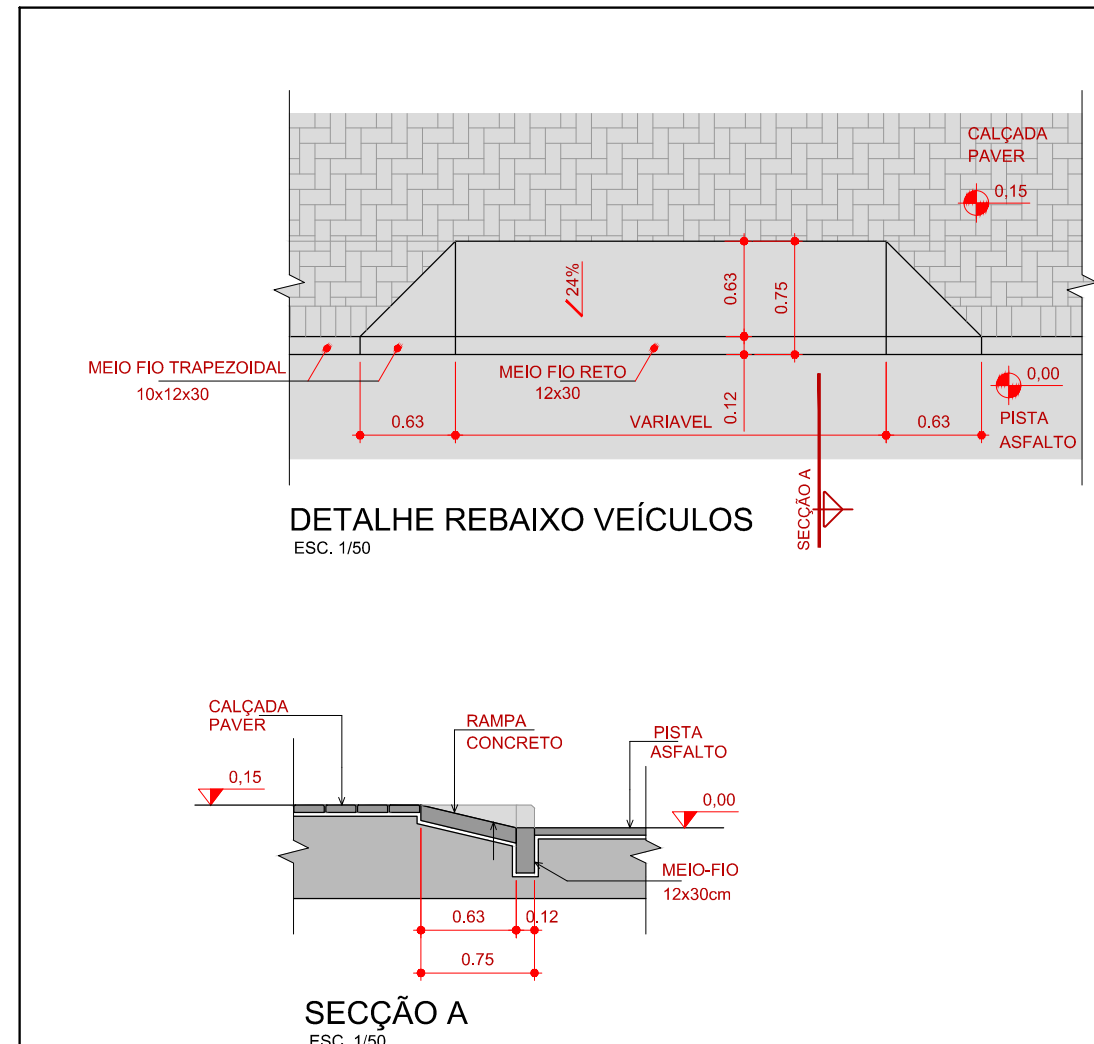 CALÇADA
PAVER
0,15
24%
0.63
0.75
MEIO FIO TRAPEZOIDAL
10x12x30
MEIO FIO RETO
12x30
0,00
PISTA
ASFALTO
0.63
VARIAVEL
0.12
0.63
SECÇÃO A
DETALHE REBAIXO VEÍCULOS
ESC. 1/50
CALÇADA
PAVER
RAMPA
CONCRETO
PISTA
ASFALTO
0,15
0,00
MEIO-FIO
12x30cm
0.63
0.12
0.75
SECÇÃO A
ESC. 1/50